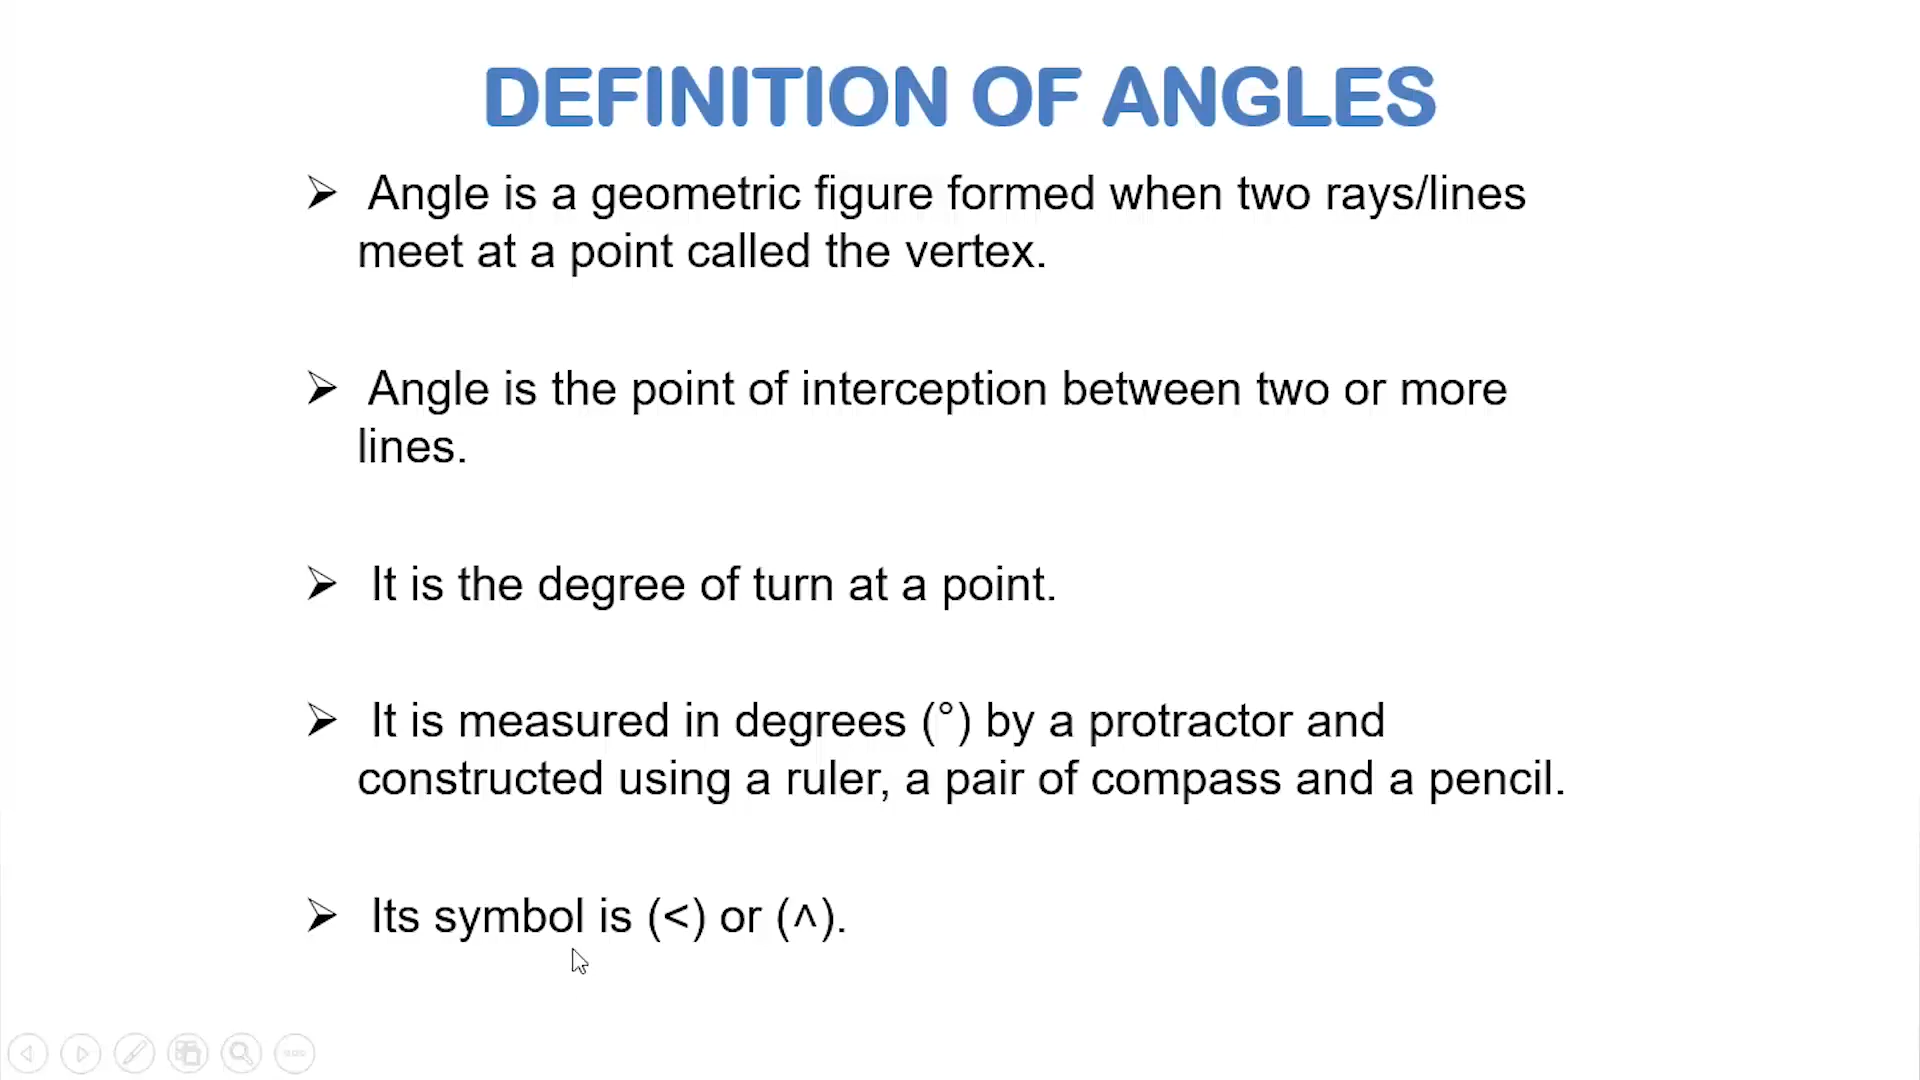 DEFINITION OF ANGLES
➢ Angle is a geometric figure formed when two rays/lines
meet at a point called the vertex.
➢ Angle is the point of interception between two or more
lines.
➢ It is the degree of turn at a point.
➢ It is measured in degrees (°) by a protractor and
constructed using a ruler, a pair of compass and a pencil.
➢ Its symbol is (<) or (^).